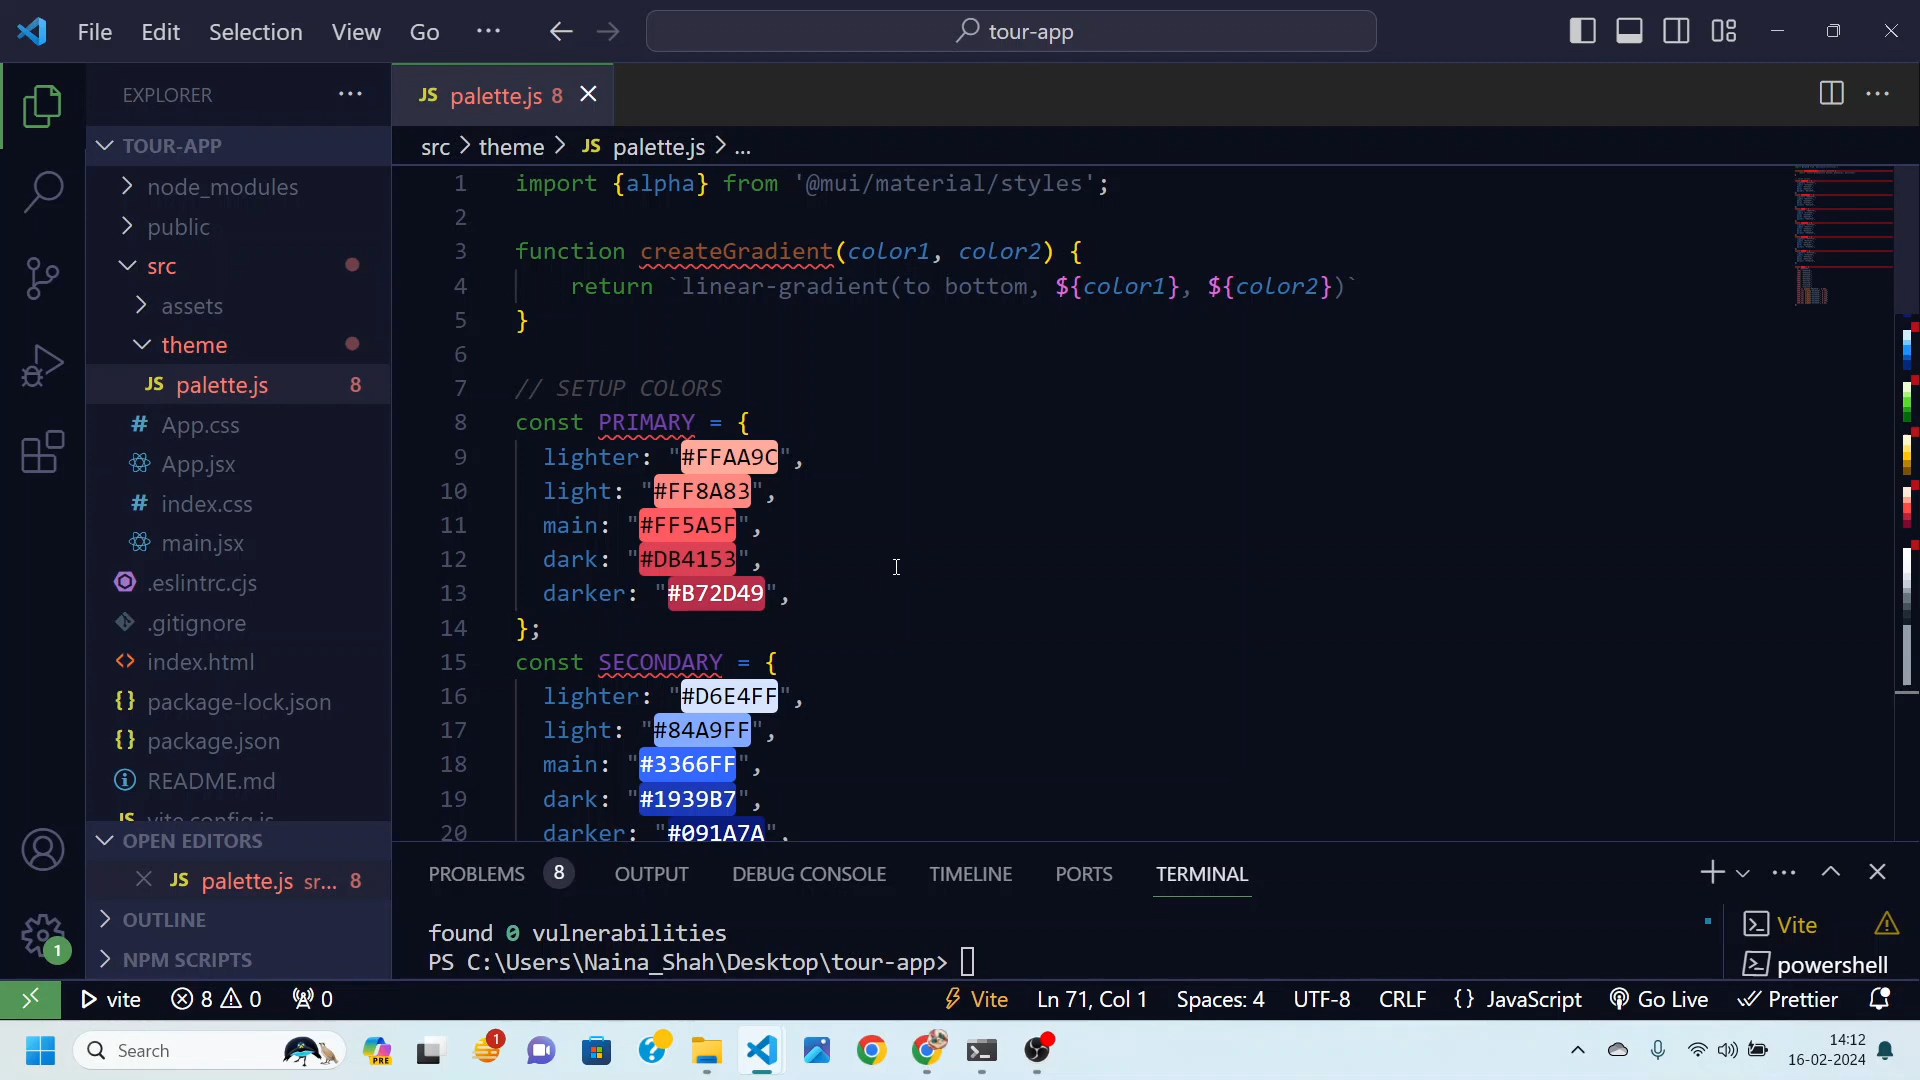 File Edit Selection View Go ··· tour-app
EXPLORER ···
JS palette.js 8
TOUR-APP
src > theme > JS palette.js > ...
node_modules
public
src
assets
theme
JS palette.js 8
# App.css
App.jsx
# index.css
main.jsx
.eslintrc.cjs
.gitignore
<> index.html
{} package-lock.json
{} package.json
README.md
JS vite.config.js
OPEN EDITORS
JS palette.js sr... 8
OUTLINE
NPM SCRIPTS
1
1 import {alpha} from '@mui/material/styles';
2
3 function createGradient(color1, color2) {
4 return `linear-gradient(to bottom, ${color1}, ${color2})`
5 }
6
7 // SETUP COLORS
8 const PRIMARY = {
9 lighter: "#FFAA9C",
10 light: "#FF8A83",
11 main: "#FF5A5F",
12 dark: "#DB4153",
13 darker: "#B72D49",
14 };
15 const SECONDARY = {
16 lighter: "#D6E4FF",
17 light: "#84A9FF",
18 main: "#3366FF",
19 dark: "#1939B7",
20 darker: "#091A7A",
PROBLEMS 8 OUTPUT DEBUG CONSOLE TIMELINE PORTS TERMINAL
found 0 vulnerabilities
PS C:\Users\Naina_Shah\Desktop\tour-app>
Vite
powershell
vite 8 0 0 Vite Ln 71, Col 1 Spaces: 4 UTF-8 CRLF {} JavaScript Go Live Prettier
Search PRE 1 14:12
16-02-2024